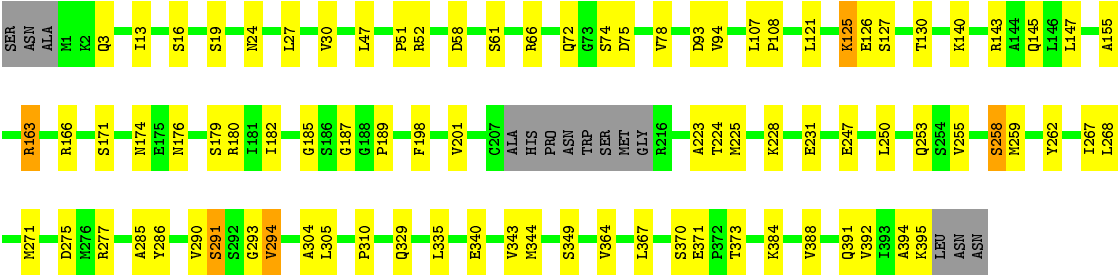 SER ASN ALA M1 K2 Q3 I13 S16 S19 N24 L27 V30 L47 P51 R52 D58 S61 R66 Q72 G73 S74 D75 V78 D93 V94 L107 P108 L121 K125 E126 S127 T130 K140 R143 A144 Q145 L146 L147 A155
R163 R166 S171 N174 E175 N176 S179 R180 I181 I182 G185 S186 G187 G188 P189 F198 V201 C207 ALA HIS PRO ASN TRP SER MET GLY R216 A223 T224 M225 K228 E231 E247 L250 Q253 S254 V255 S258 M259 Y262 I267 L268
M271 D275 M276 R277 A285 Y286 V290 S291 S292 G293 V294 A304 L305 P310 Q329 L335 E340 V343 M344 S349 V364 L367 S370 E371 P372 T373 K384 V388 Q391 V392 I393 A394 K395 LEU ASN ASN